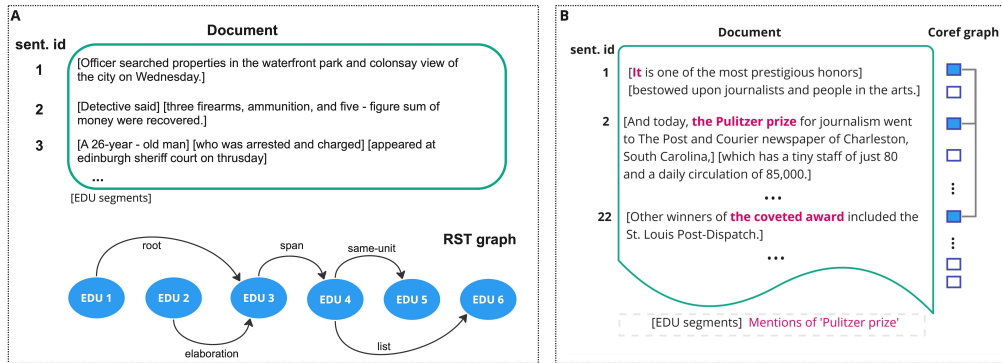 A
Document
sent. id
1
[Officer searched properties in the waterfront park and colonsay view of
the city on Wednesday.]
2
[Detective said] [three firearms, ammunition, and five - figure sum of
money were recovered.]
3
[A 26-year - old man] [who was arrested and charged] [appeared at
edinburgh sheriff court on thrusday]
...
[EDU segments]
RST graph
root
span
same-unit
EDU 1
EDU 2
EDU 3
EDU 4
EDU 5
EDU 6
elaboration
list
B
Document
Coref graph
sent. id
1
[It is one of the most prestigious honors]
[bestowed upon journalists and people in the arts.]
2
[And today, the Pulitzer prize for journalism went
to The Post and Courier newspaper of Charleston,
South Carolina,] [which has a tiny staff of just 80
and a daily circulation of 85,000.]
...
22
[Other winners of the coveted award included the
St. Louis Post-Dispatch.]
...
[EDU segments] Mentions of 'Pulitzer prize'